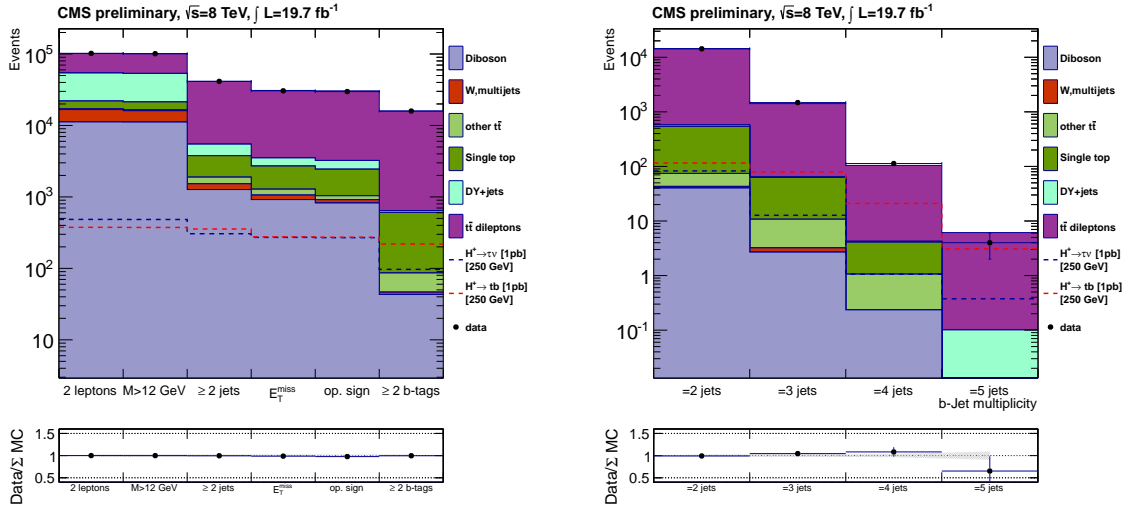 CMS preliminary, √s=8 TeV, ∫ L=19.7 fb⁻¹
Events
10⁵
10⁴
10³
10²
10
2 leptons M>12 GeV ≥ 2 jets E_T^miss op. sign ≥ 2 b-tags
Diboson
W,multijets
other tt̄
Single top
DY+jets
tt̄ dileptons
H⁺→τν [1pb]
[250 GeV]
H⁺→ tb [1pb]
[250 GeV]
data
Data/Σ MC
1.5
1
0.5
2 leptons M>12 GeV ≥ 2 jets E_T^miss op. sign ≥ 2 b-tags
CMS preliminary, √s=8 TeV, ∫ L=19.7 fb⁻¹
Events
10⁴
10³
10²
10
1
10⁻¹
=2 jets =3 jets =4 jets =5 jets
b-Jet multiplicity
Diboson
W,multijets
other tt̄
Single top
DY+jets
tt̄ dileptons
H⁺→τν [1pb]
[250 GeV]
H⁺→ tb [1pb]
[250 GeV]
data
Data/Σ MC
1.5
1
0.5
=2 jets =3 jets =4 jets =5 jets